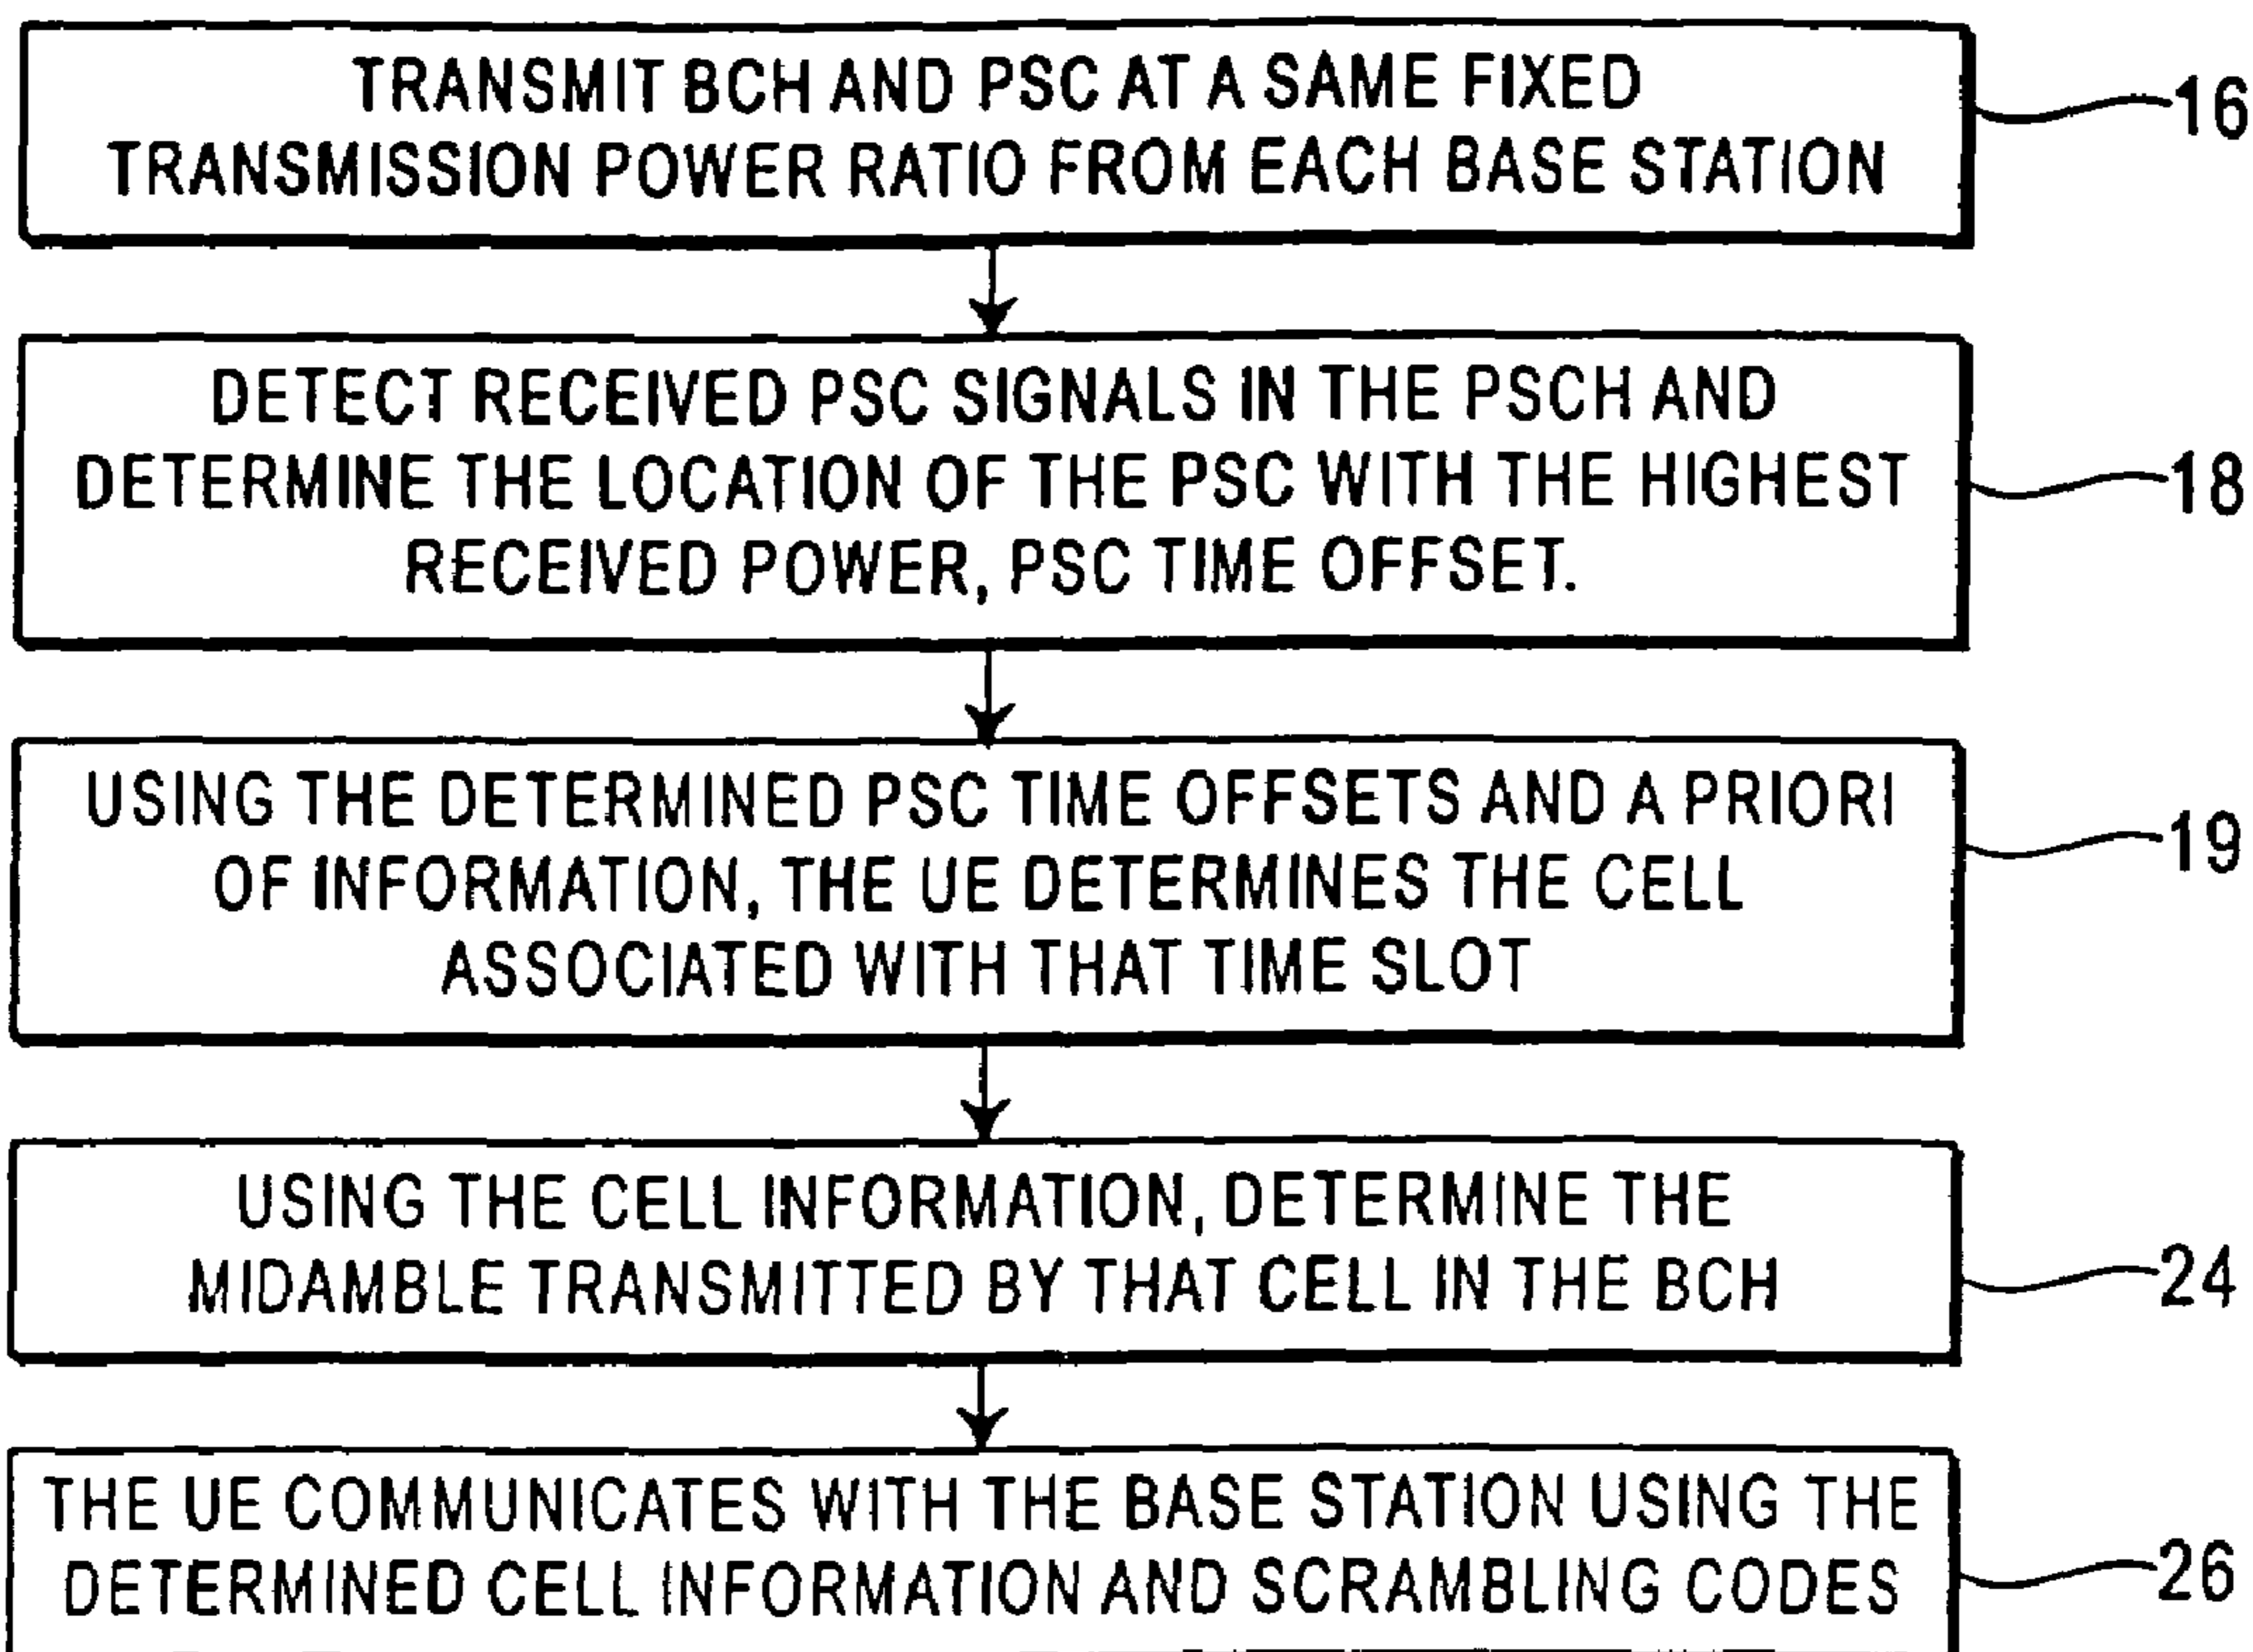 TRANSMIT BCH AND PSC AT A SAME FIXED
TRANSMISSION POWER RATIO FROM EACH BASE STATION
16
DETECT RECEIVED PSC SIGNALS IN THE PSCH AND
DETERMINE THE LOCATION OF THE PSC WITH THE HIGHEST
RECEIVED POWER, PSC TIME OFFSET.
18
USING THE DETERMINED PSC TIME OFFSETS AND A PRIORI
OF INFORMATION, THE UE DETERMINES THE CELL
ASSOCIATED WITH THAT TIME SLOT
19
USING THE CELL INFORMATION, DETERMINE THE
MIDAMBLE TRANSMITTED BY THAT CELL IN THE BCH
24
THE UE COMMUNICATES WITH THE BASE STATION USING THE
DETERMINED CELL INFORMATION AND SCRAMBLING CODES
26